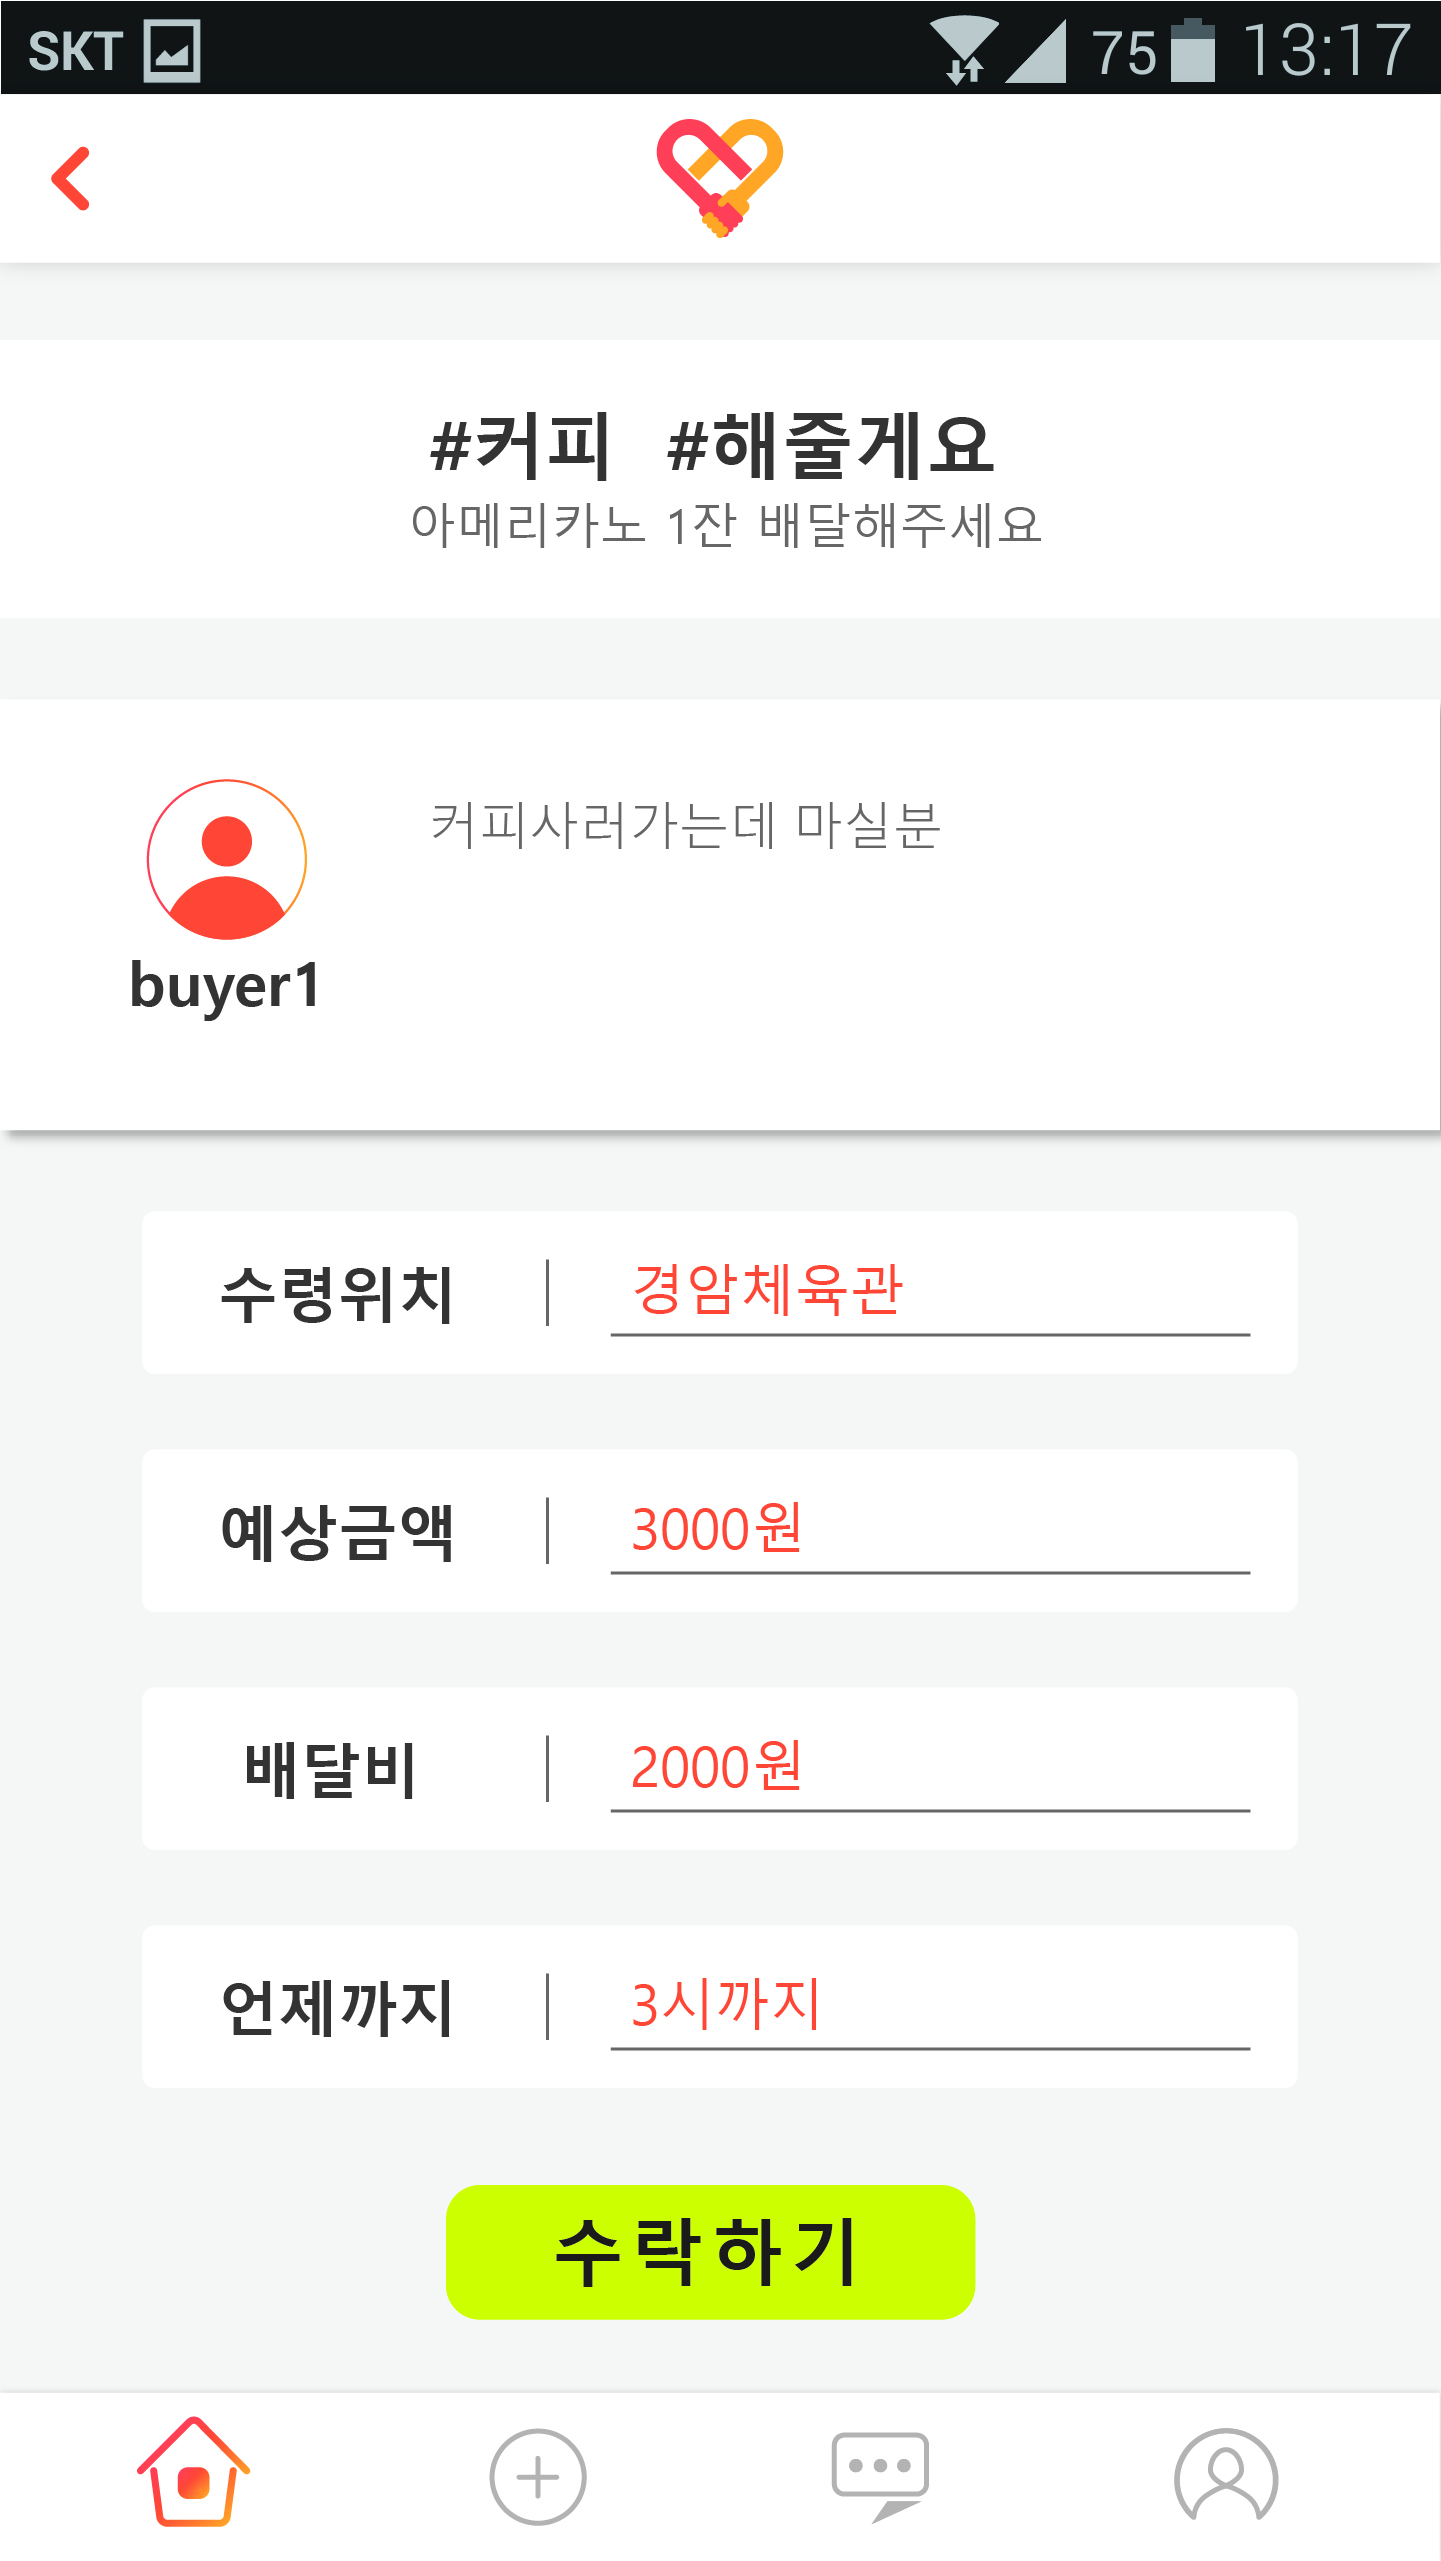 SKT 75 13:17
#커피 #해줄게요
아메리카노 1잔 배달해주세요
커피사러가는데 마실분
buyer1
수령위치 경암체육관
예상금액 3000원
배달비 2000원
언제까지 3시까지
수락하기